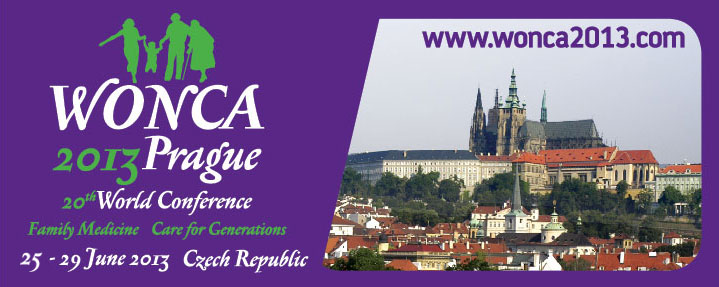 www.wonca2013.com
WONCA
2013 Prague
20th World Conference
Family Medicine Care for Generations
25 - 29 June 2013 Czech Republic